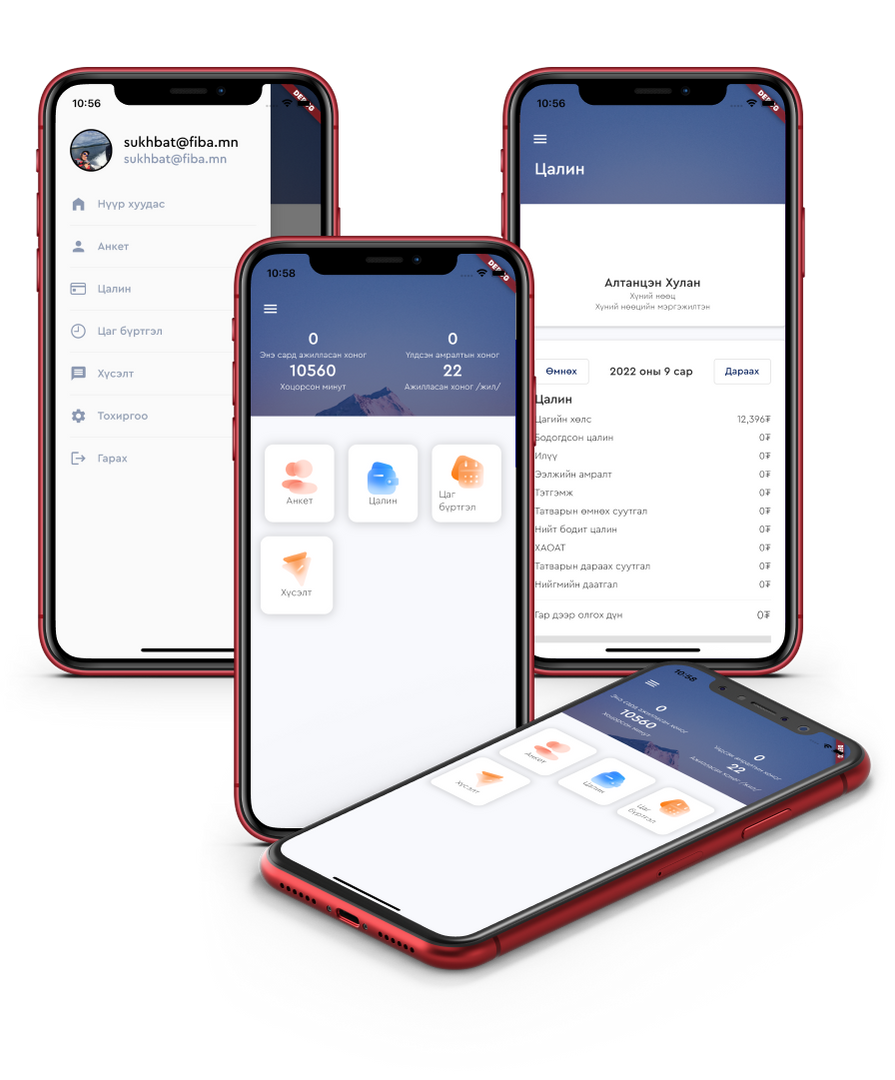 10:56
DEBUG
sukhbat@fiba.mn
sukhbat@fiba.mn
Нүүр хуудас
Анкет
Цалин
Цаг бүртгэл
Хүсэлт
Тохиргоо
Гарах
10:58
DEBUG
0
Энэ сард ажилласан хоног
10560
Хоцорсон минут
0
Үлдсэн амралтын хоног
22
Ажилласан хоног /жил/
Анкет
Цалин
Цаг
бүртгэл
Хүсэлт
10:56
DEBUG
Цалин
Алтанцэн Хулан
Хүний нөөц
Хүний нөөцийн мэргэжилтэн
Өмнөх
2022 оны 9 сар
Дараах
Цалин
Цагийн хөлс 12,396₮
Бодогдсон цалин 0₮
Илүү 0₮
Ээлжийн амралт 0₮
Тэтгэмж 0₮
Татварын өмнөх суутгал 0₮
Нийт бодит цалин 0₮
ХАОАТ 0₮
Татварын дараах суутгал 0₮
Нийгмийн даатгал 0₮
Гар дээр олгох дүн 0₮
10:58
0
Энэ сард ажилласан хоног
10560
Хоцорсон минут
0
Үлдсэн амралтын хоног
22
Ажилласан хоног /жил/
Анкет
Цалин
Цаг
бүртгэл
Хүсэлт